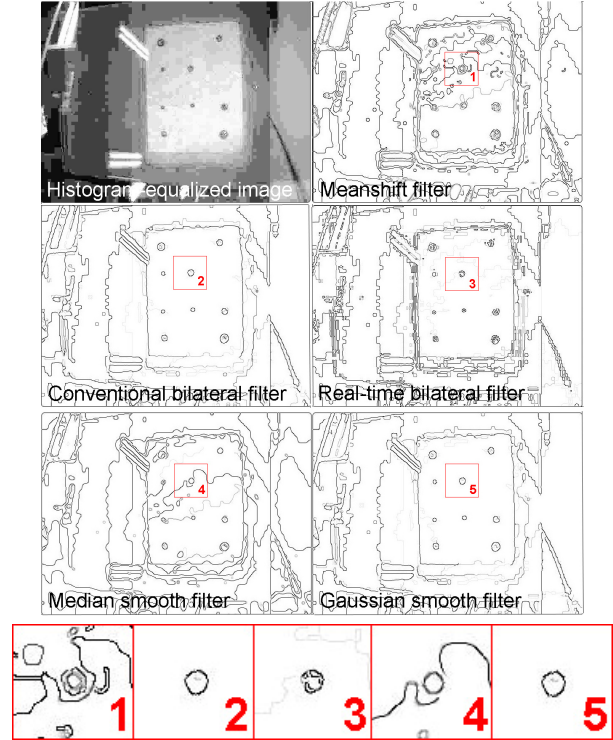 Histogram equalized image
Meanshift filter
1
2
3
Conventional bilateral filter
Real-time bilateral filter
4
5
Median smooth filter
Gaussian smooth filter
1
2
3
4
5